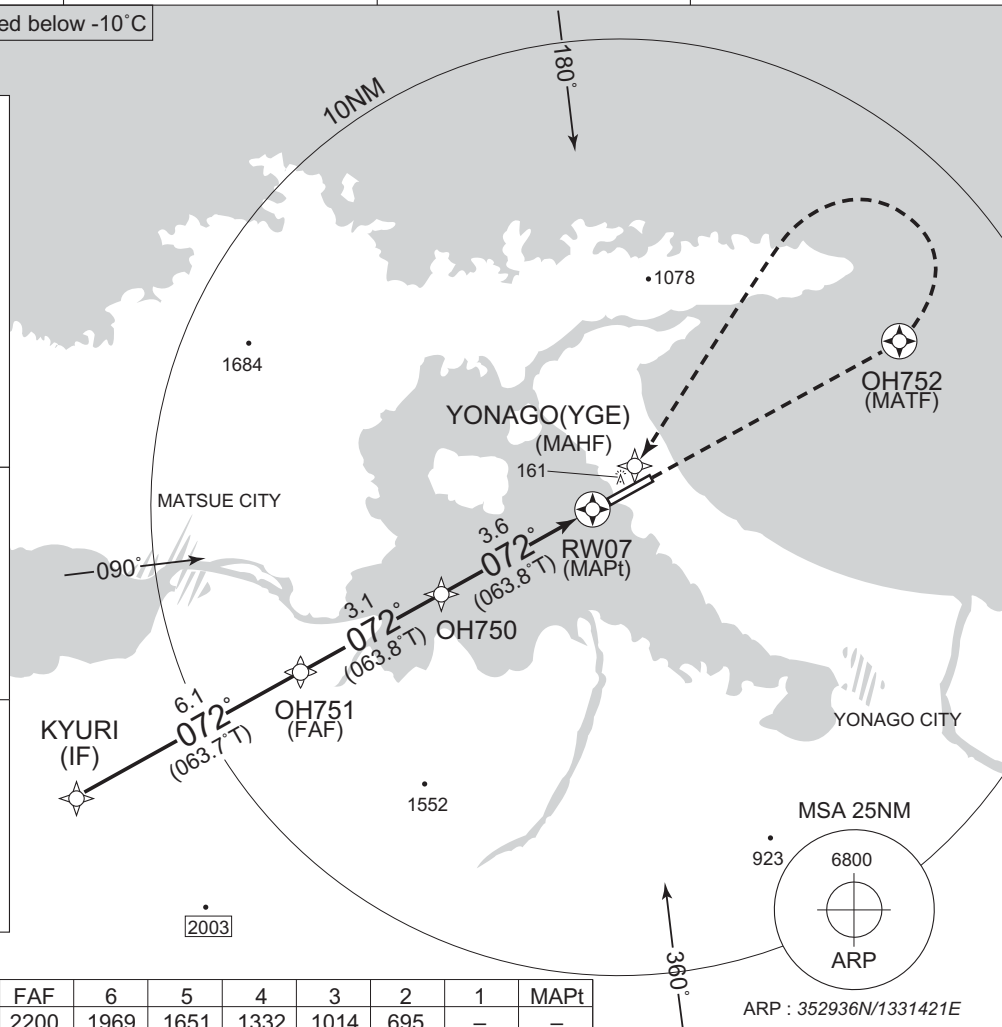 ed below -10˚C
10NM
180˚
1078
1684
OH752
(MATF)
YONAGO(YGE)
(MAHF)
161
MATSUE CITY
090˚
3.6
072˚
(063.8˚T)
RW07
(MAPt)
3.1
072˚
(063.8˚T)
OH750
6.1
072˚
(063.7˚T)
OH751
(FAF)
KYURI
(IF)
YONAGO CITY
1552
MSA 25NM
923
6800
ARP
2003
360˚
FAF 6 5 4 3 2 1 MAPt
2200 1969 1651 1332 1014 695 – –
ARP : 352936N/1331421E